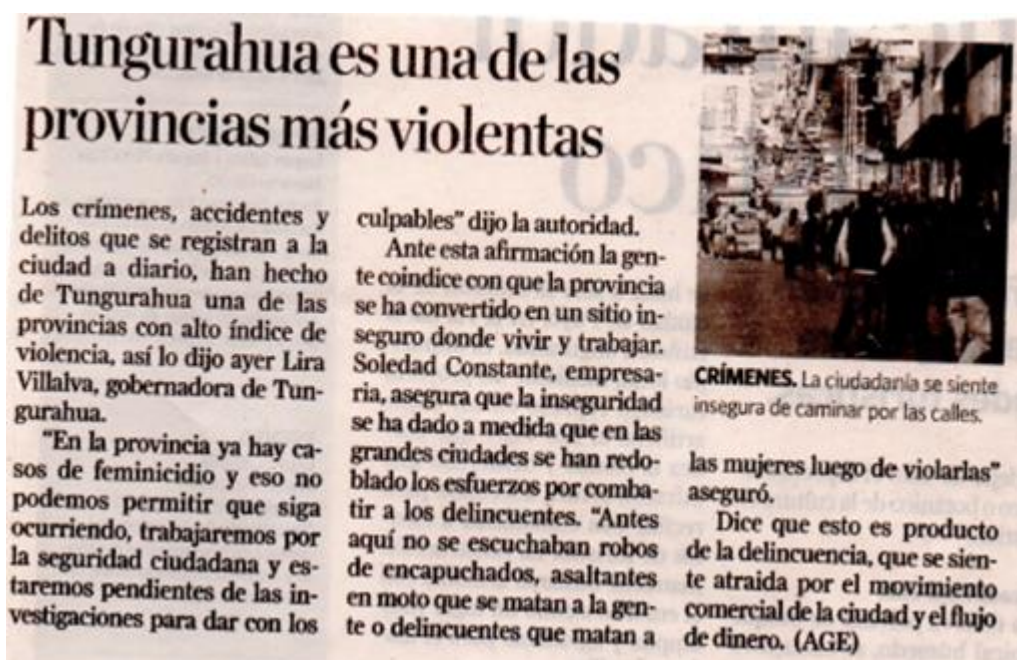 Tungurahua es una de las
provincias más violentas
Los crímenes, accidentes y
delitos que se registran a la
ciudad a diario, han hecho
de Tungurahua una de las
provincias con alto índice de
violencia, así lo dijo ayer Lira
Villalva, gobernadora de Tun-
gurahua.
"En la provincia ya hay ca-
sos de feminicidio y eso no
podemos permitir que siga
ocurriendo, trabajaremos por
la seguridad ciudadana y es-
taremos pendientes de las in-
vestigaciones para dar con los
culpables" dijo la autoridad.
Ante esta afirmación la gen-
te coindice con que la provincia
se ha convertido en un sitio in-
seguro donde vivir y trabajar.
Soledad Constante, empresa-
ria, asegura que la inseguridad
se ha dado a medida que en las
grandes ciudades se han redo-
blado los esfuerzos por comba-
tir a los delincuentes. "Antes
aquí no se escuchaban robos
de encapuchados, asaltantes
en moto que se matan a la gen-
te o delincuentes que matan a
CRÍMENES. La ciudadanía se siente
insegura de caminar por las calles.
las mujeres luego de violarlas"
aseguró.
Dice que esto es producto
de la delincuencia, que se sien-
te atraida por el movimiento
comercial de la ciudad y el flujo
de dinero. (AGE)